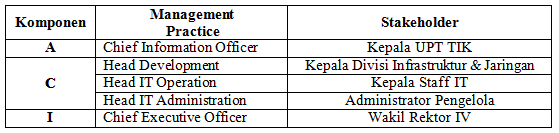 Komponen Management Practice Stakeholder
A Chief Information Officer Kepala UPT TIK
C Head Development Kepala Divisi Infrastruktur & Jaringan
Head IT Operation Kepala Staff IT
Head IT Administration Administrator Pengelola
I Chief Executive Officer Wakil Rektor IV